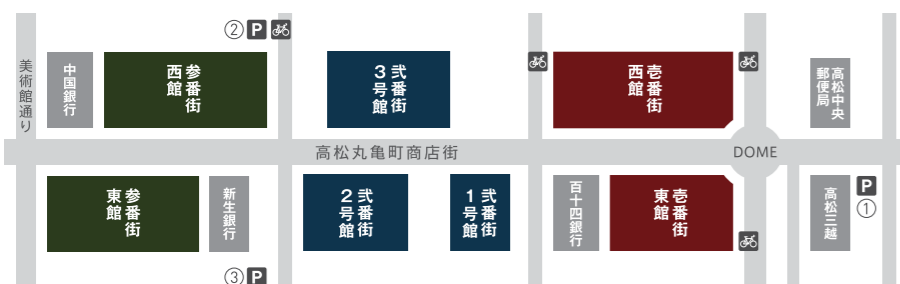 ② P
美術館通り
中国銀行
参番街
西館
弐番街
3号館
壱番街
西館
高松中央
郵便局
高松丸亀町商店街
DOME
参番街
東館
新生銀行
弐番街
2号館
弐番街
1号館
百十四銀行
壱番街
東館
高松三越
P
①
③ P